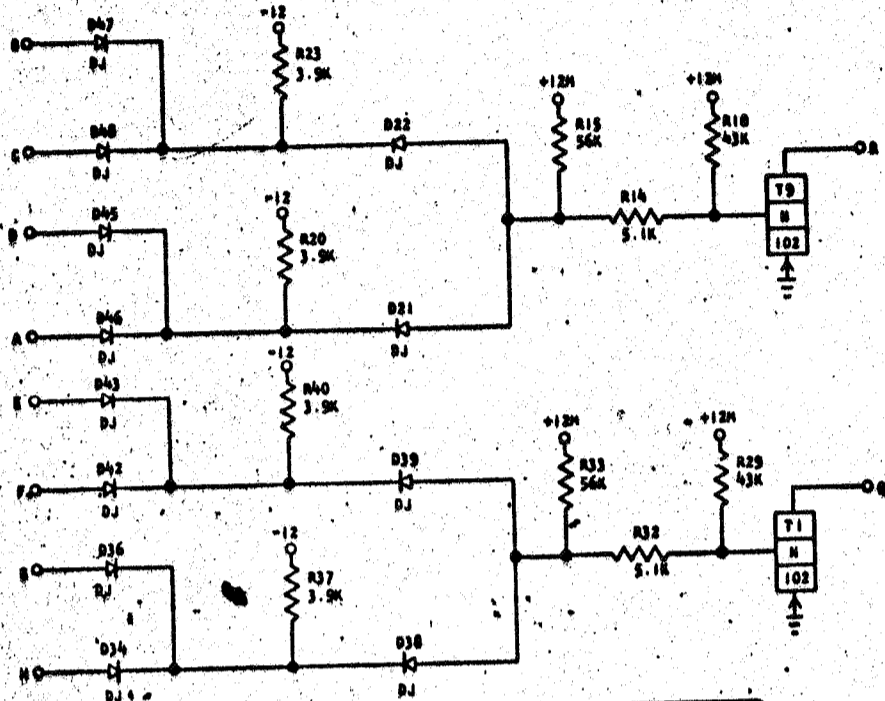 D47
DJ
-12
R23
3.9K
C
D48
DJ
D22
DJ
+12M
R15
56K
+12M
R18
43K
R14
5.1K
T9
N
102
D45
DJ
-12
R20
3.9K
A
D46
DJ
D21
DJ
E
D43
DJ
-12
R40
3.9K
F
D42
DJ
D39
DJ
+12M
R33
56K
+12M
R29
43K
R32
5.1K
T1
N
102
D36
DJ
-12
R37
3.9K
H
D34
DJ
D38
DJ